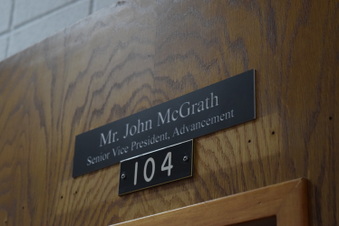 Mr. John McGrath
Senior Vice President, Advancement
104